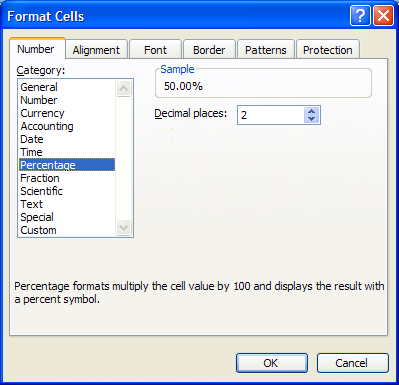 Format Cells
Number Alignment Font Border Patterns Protection
Category:
General
Number
Currency
Accounting
Date
Time
Percentage
Fraction
Scientific
Text
Special
Custom
Sample
50.00%
Decimal places: 2
Percentage formats multiply the cell value by 100 and displays the result with
a percent symbol.
OK Cancel